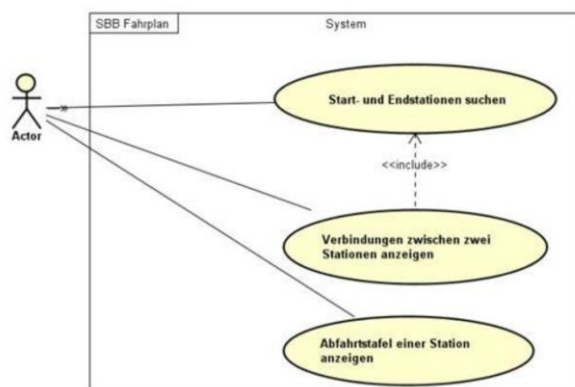 SBB Fahrplan
System
Start- und Endstationen suchen
Actor
<<include>>
Verbindungen zwischen zwei
Stationen anzeigen
Abfahrtstafel einer Station
anzeigen